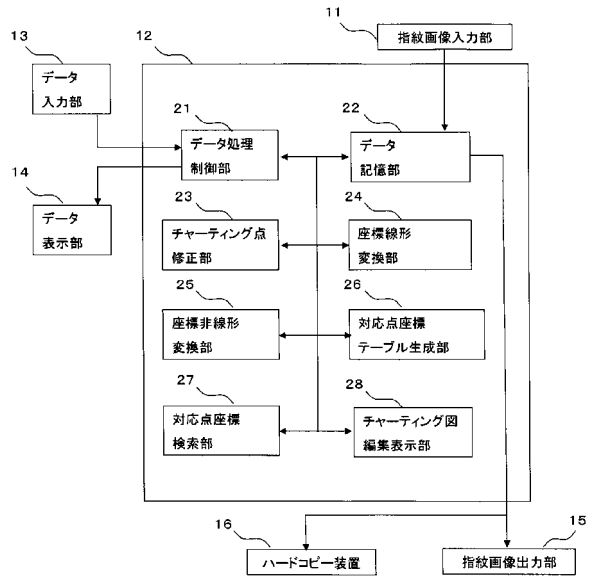 11
指紋画像入力部
13
12
データ
入力部
21
データ処理
制御部
22
データ
記憶部
14
データ
表示部
23
チャーティング点
修正部
24
座標線形
変換部
25
座標非線形
変換部
26
対応点座標
テーブル生成部
27
対応点座標
検索部
28
チャーティング図
編集表示部
16
ハードコピー装置
15
指紋画像出力部